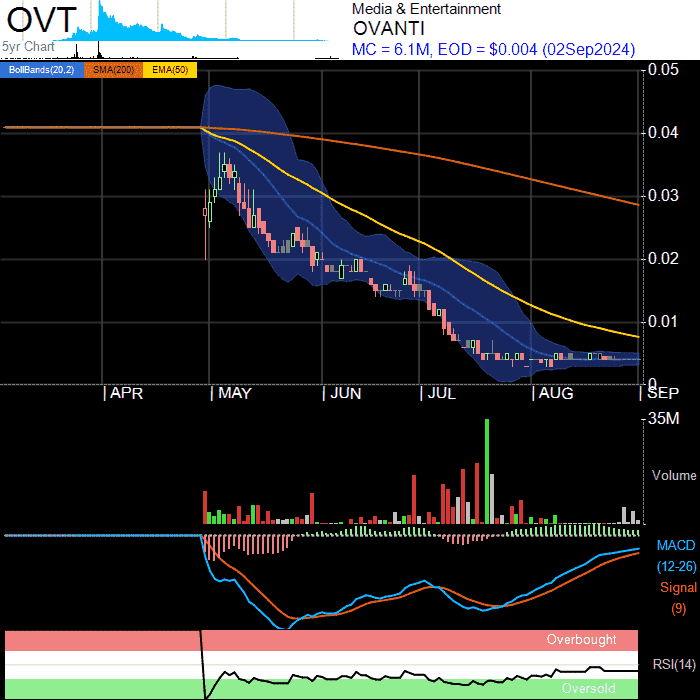 OVT
5yr Chart
Media & Entertainment
OVANTI
MC = 6.1M, EOD = $0.004 (02Sep2024)
BollBands(20,2) SMA(200) EMA(50)
0.05
0.04
0.03
0.02
0.01
0
APR MAY JUN JUL AUG SEP
35M
Volume
MACD
(12-26)
Signal
(9)
Overbought
RSI(14)
Oversold